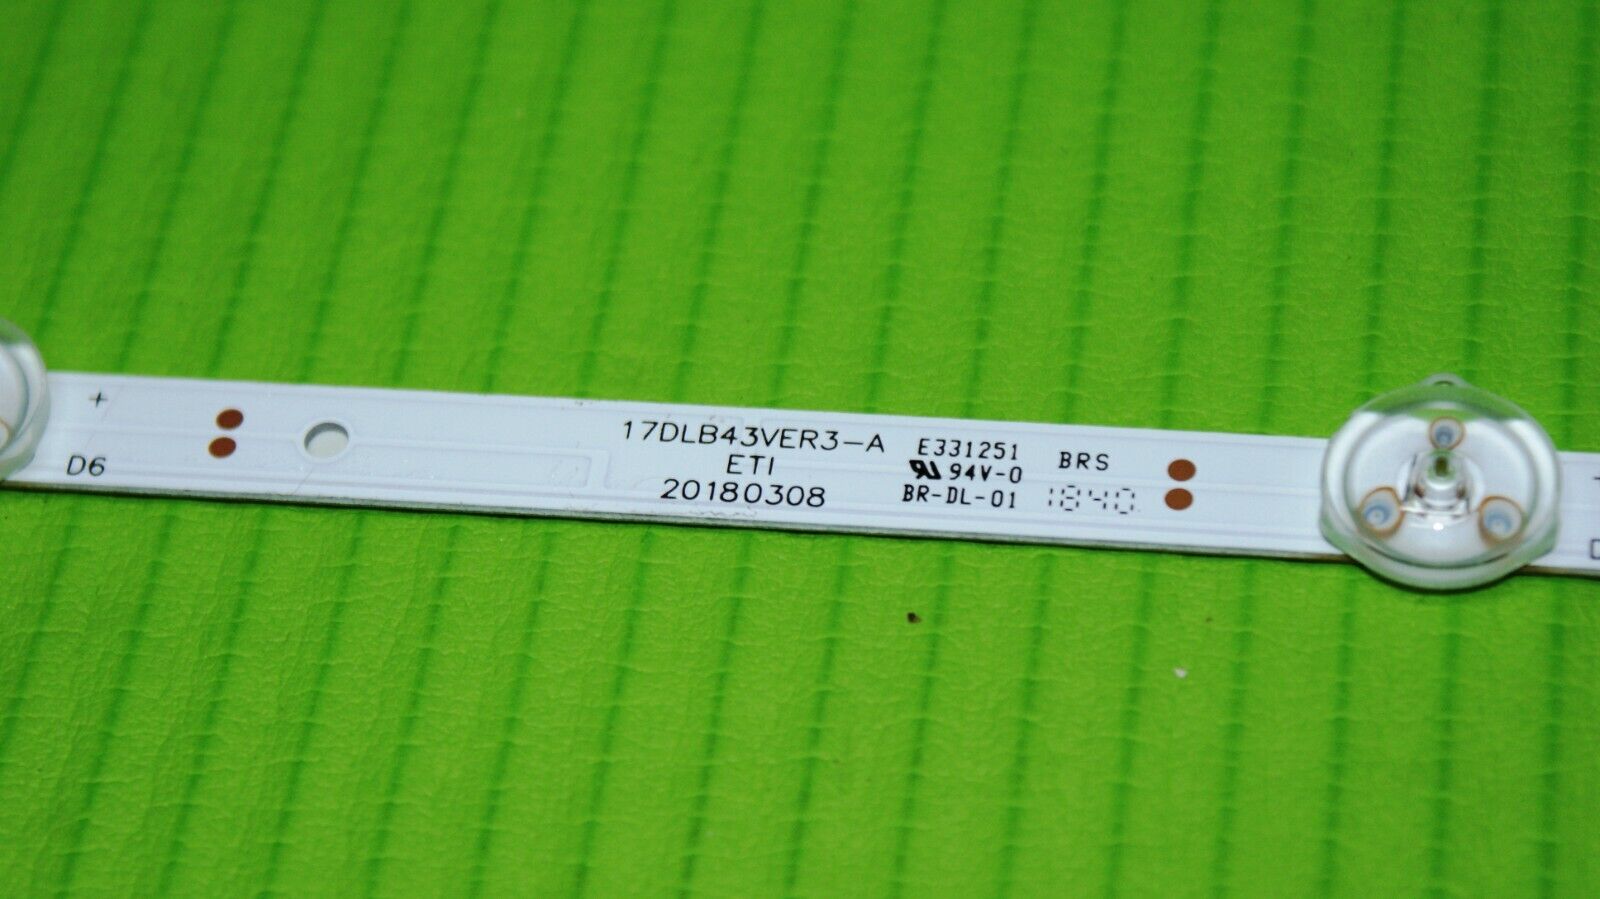 +
D6
17DLB43VER3-A
ETI
20180308
E331251
94V-0
BR-DL-01
BRS
1840